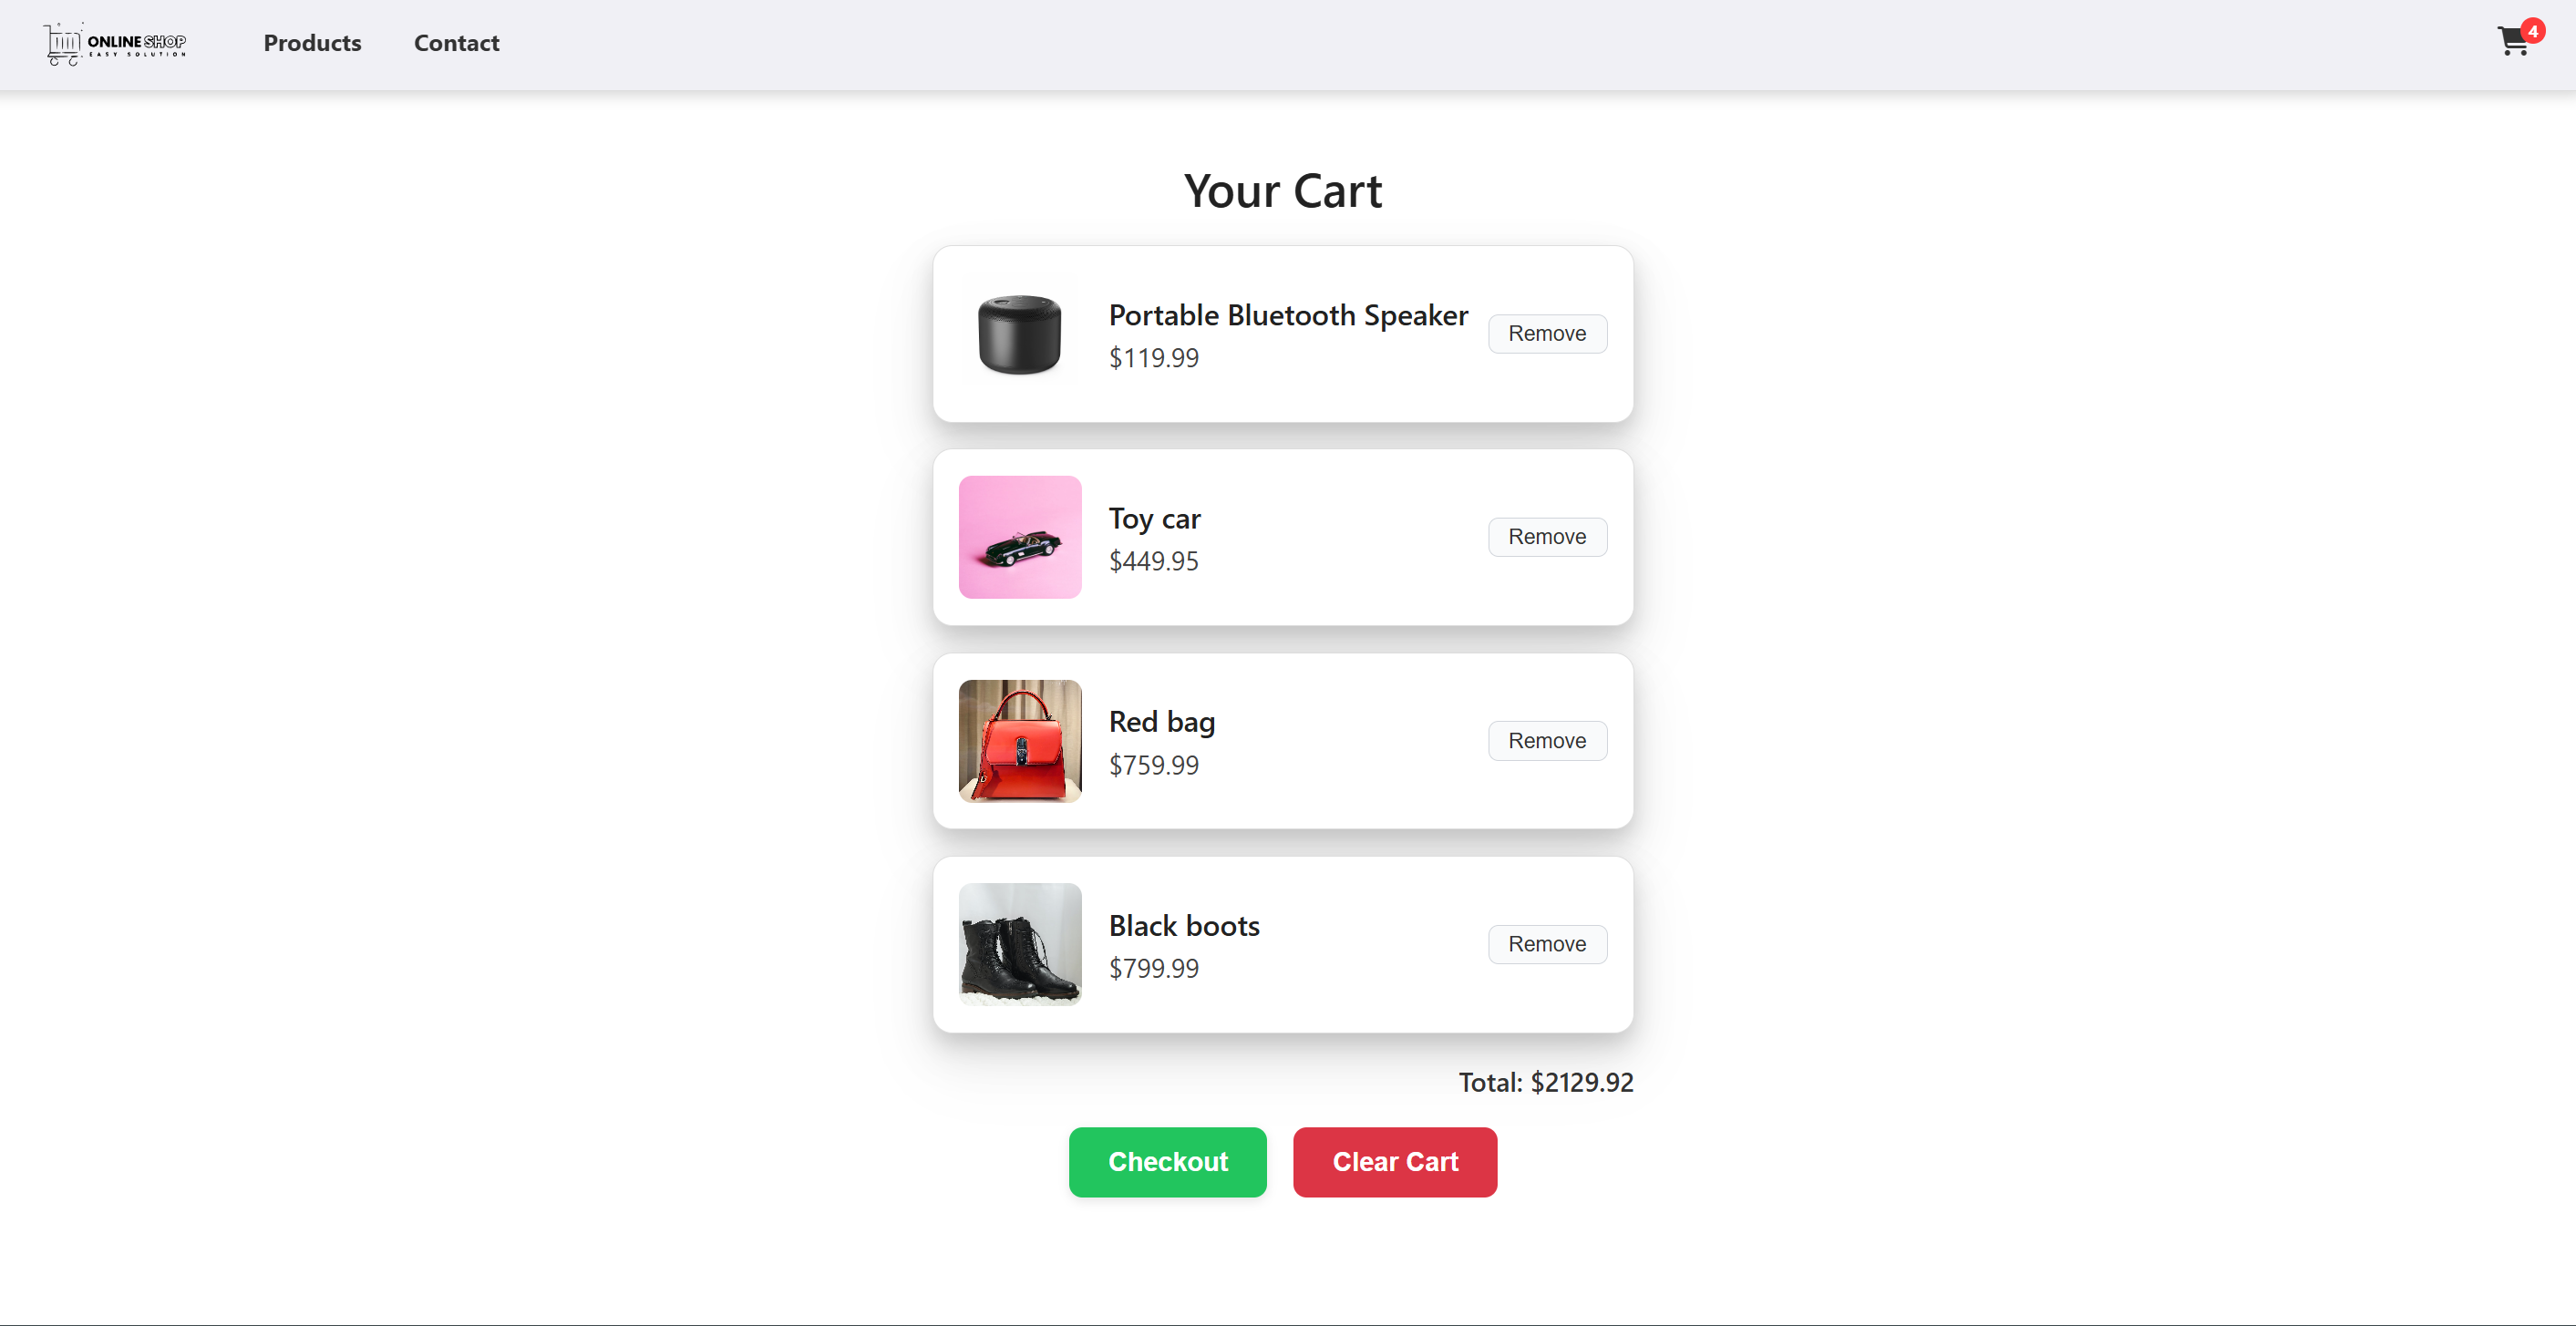 ONLINE SHOP
EASY SOLUTION
Products
Contact
4
Your Cart
Portable Bluetooth Speaker
$119.99
Remove
Toy car
$449.95
Remove
Red bag
$759.99
Remove
Black boots
$799.99
Remove
Total: $2129.92
Checkout
Clear Cart